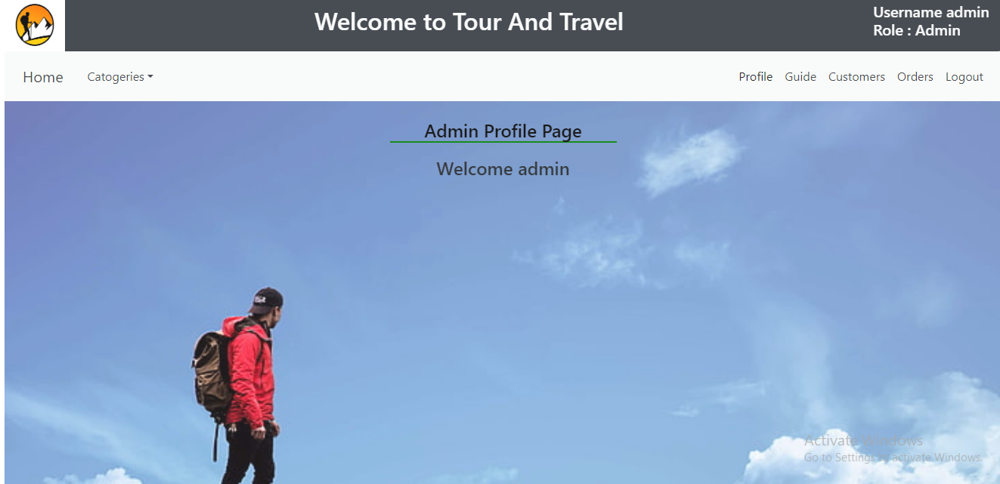 Welcome to Tour And Travel
Username admin
Role : Admin
Home
Catogeries
Profile
Guide
Customers
Orders
Logout
Admin Profile Page
Welcome admin
Activate Windows
Go to Settings to activate Windows.